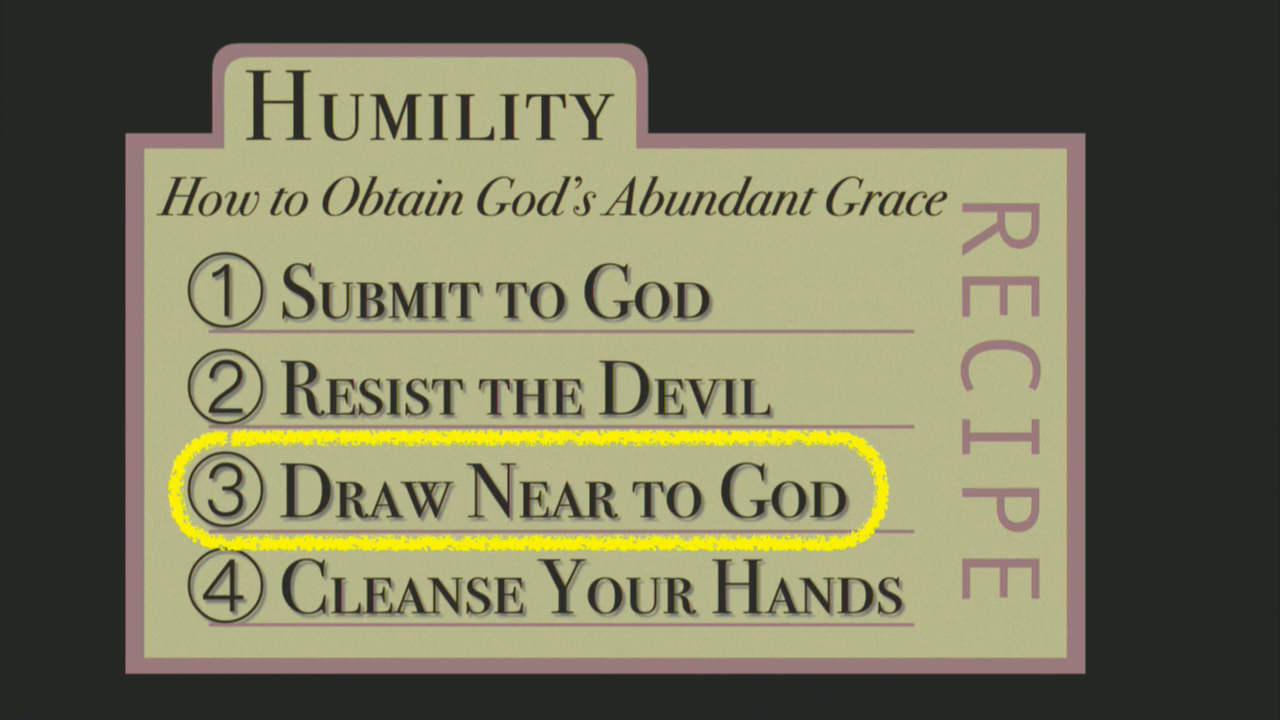 HUMILITY
How to Obtain God's Abundant Grace
① SUBMIT TO GOD
② RESIST THE DEVIL
③ DRAW NEAR TO GOD
④ CLEANSE YOUR HANDS
RECIPE